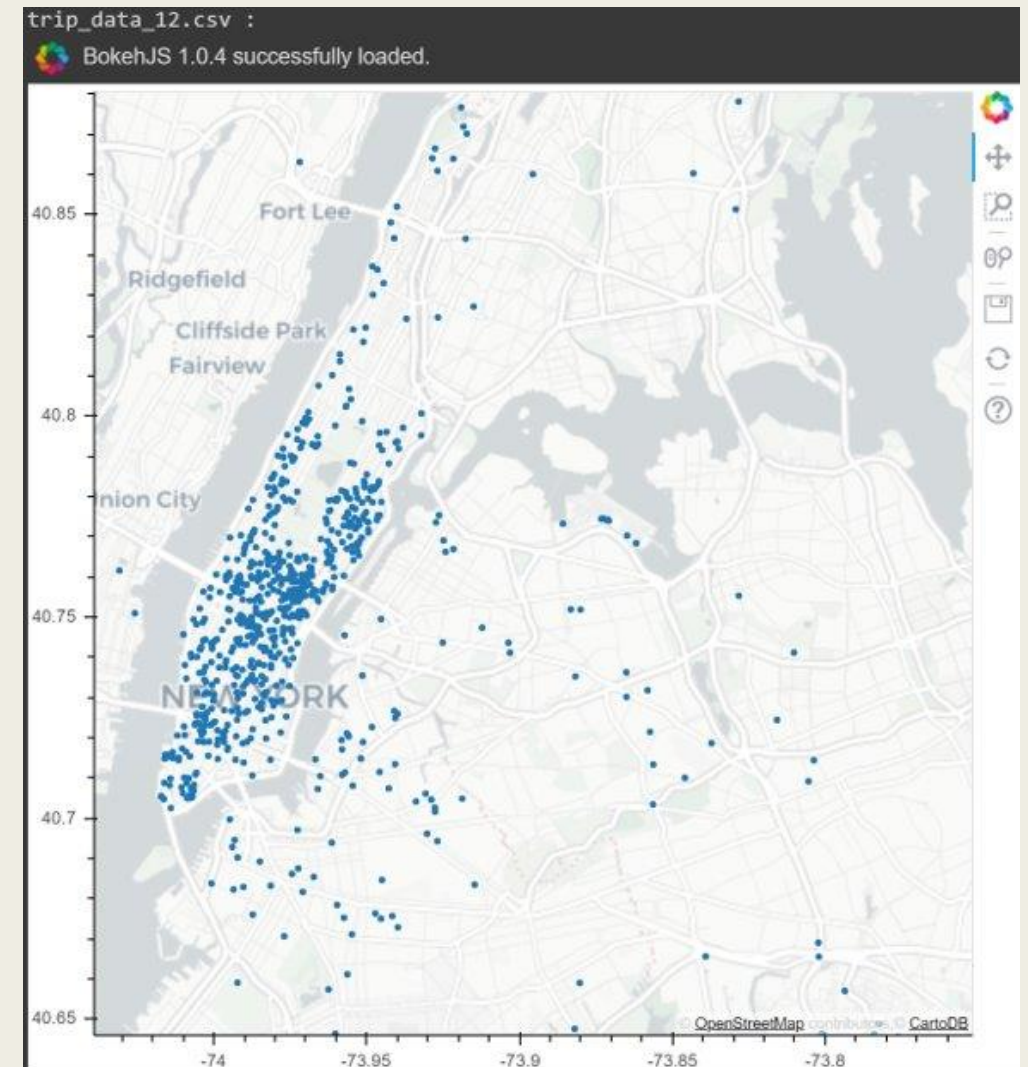 trip_data_12.csv :
BokehJS 1.0.4 successfully loaded.
40.85
Fort Lee
Ridgefield
Cliffside Park
Fairview
40.8
nion City
40.75
NEW YORK
40.7
40.65
© OpenStreetMap contributors, © CartoDB
-74
-73.95
-73.9
-73.85
-73.8